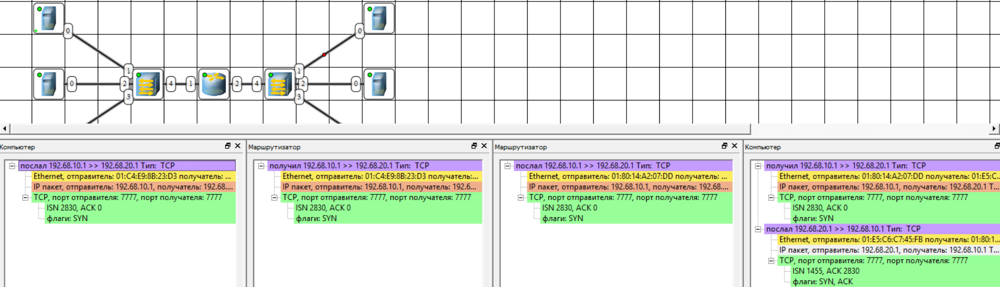 0
0
1
1
0
2
4
1
2
4
2
0
3
3
Компьютер
послал 192.68.10.1 >> 192.68.20.1 Тип: TCP
Ethernet, отправитель: 01:C4:E9:8B:23:D3 получатель: ...
IP пакет, отправитель: 192.68.10.1, получатель: 192.68....
TCP, порт отправителя: 7777, порт получателя: 7777
ISN 2830, ACK 0
флаги: SYN
Маршрутизатор
получил 192.68.10.1 >> 192.68.20.1 Тип: TCP
Ethernet, отправитель: 01:C4:E9:8B:23:D3 получатель:...
IP пакет, отправитель: 192.68.10.1, получатель: 192.6...
TCP, порт отправителя: 7777, порт получателя: 7777
ISN 2830, ACK 0
флаги: SYN
Маршрутизатор
послал 192.68.10.1 >> 192.68.20.1 Тип: TCP
Ethernet, отправитель: 01:80:14:A2:07:DD получатель: ...
IP пакет, отправитель: 192.68.10.1, получатель: 192.68....
TCP, порт отправителя: 7777, порт получателя: 7777
ISN 2830, ACK 0
флаги: SYN
Компьютер
получил 192.68.10.1 >> 192.68.20.1 Тип: TCP
Ethernet, отправитель: 01:80:14:A2:07:DD получатель: 01:E5:C...
IP пакет, отправитель: 192.68.10.1, получатель: 192.68.20.1 Т...
TCP, порт отправителя: 7777, порт получателя: 7777
ISN 2830, ACK 0
флаги: SYN
послал 192.68.20.1 >> 192.68.10.1 Тип: TCP
Ethernet, отправитель: 01:E5:C6:C7:45:FB получатель: 01:80:1...
IP пакет, отправитель: 192.68.20.1, получатель: 192.68.10.1 Т...
TCP, порт отправителя: 7777, порт получателя: 7777
ISN 1455, ACK 2830
флаги: SYN, ACK